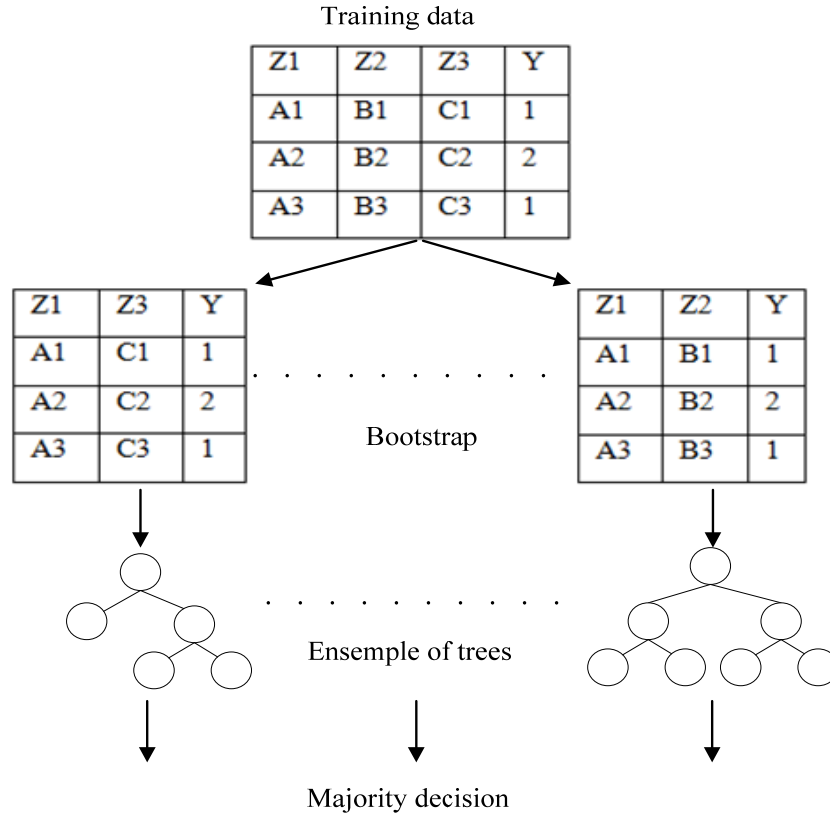 Training data
Z1 Z2 Z3 Y
A1 B1 C1 1
A2 B2 C2 2
A3 B3 C3 1
Z1 Z3 Y
A1 C1 1
A2 C2 2
A3 C3 1
Z1 Z2 Y
A1 B1 1
A2 B2 2
A3 B3 1
Bootstrap
Ensemple of trees
Majority decision